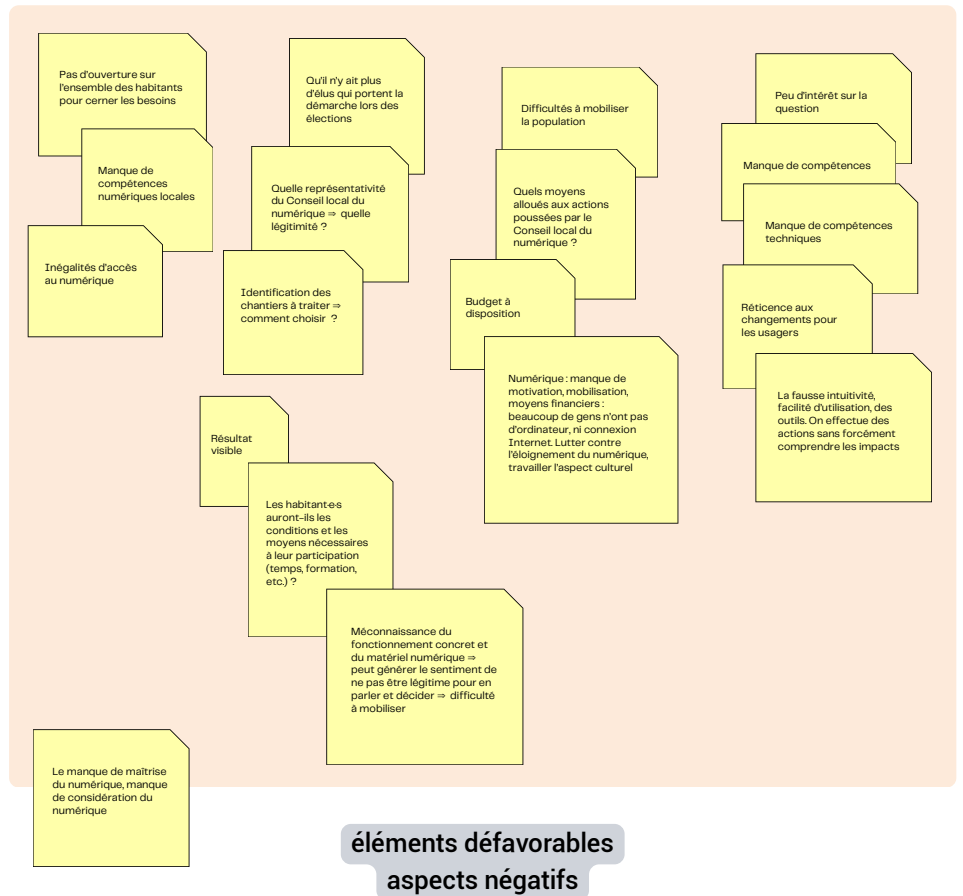 Pas d'ouverture sur
l'ensemble des habitants
pour cerner les besoins
Manque de
compétences
numériques locales
Inégalités d'accès
au numérique
Qu'il n'y ait plus
d'élus qui portent la
démarche lors des
élections
Quelle représentativité
du Conseil local du
numérique ⇒ quelle
légitimité ?
Identification des
chantiers à traiter ⇒
comment choisir ?
Difficultés à mobiliser
la population
Quels moyens
alloués aux actions
poussées par le
Conseil local du
numérique ?
Budget à
disposition
Numérique : manque de
motivation, mobilisation,
moyens financiers :
beaucoup de gens n'ont pas
d'ordinateur, ni connexion
Internet. Lutter contre
l'éloignement du numérique,
travailler l'aspect culturel
Peu d'intérêt sur la
question
Manque de compétences
Manque de compétences
techniques
Réticence aux
changements pour
les usagers
La fausse intuitivité,
facilité d'utilisation, des
outils. On effectue des
actions sans forcément
comprendre les impacts
Résultat
visible
Les habitant·e·s
auront-ils les
conditions et les
moyens nécessaires
à leur participation
(temps, formation,
etc.) ?
Méconnaissance du
fonctionnement concret et
du matériel numérique ⇒
peut générer le sentiment de
ne pas être légitime pour en
parler et décider ⇒ difficulté
à mobiliser
Le manque de maîtrise
du numérique, manque
de considération du
numérique
éléments défavorables
aspects négatifs